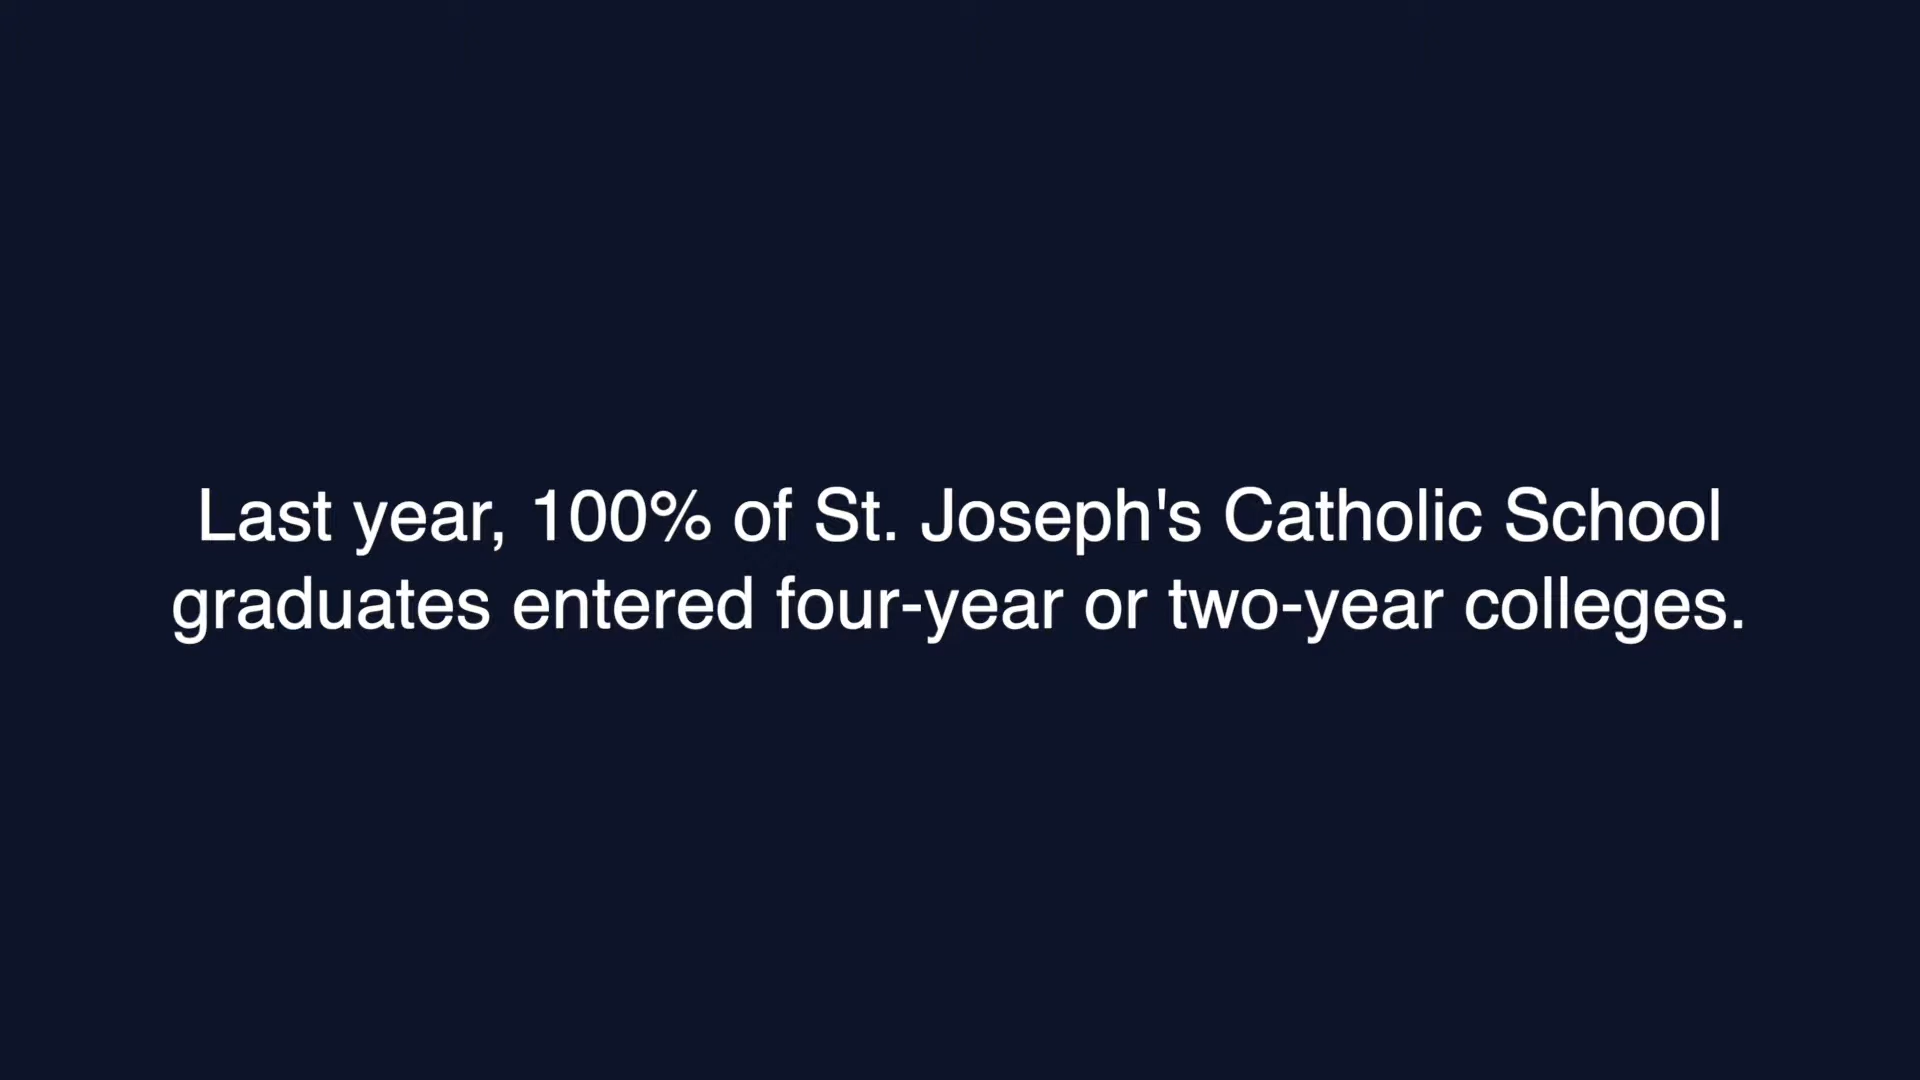 Last year, 100% of St. Joseph's Catholic School
graduates entered four-year or two-year colleges.